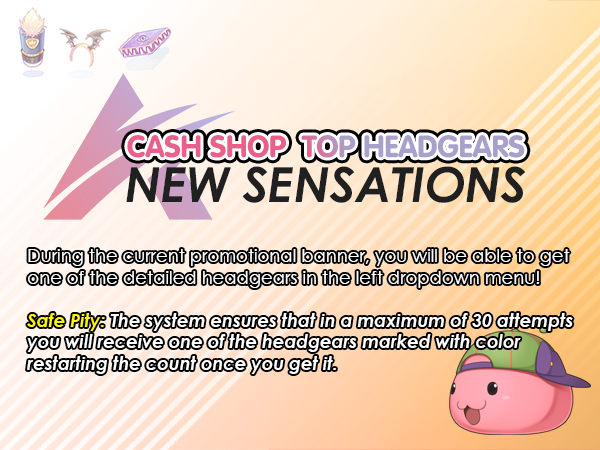 CASH SHOP TOP HEADGEARS
NEW SENSATIONS
During the current promotional banner, you will be able to get
one of the detailed headgears in the left dropdown menu!
Safe Pity: The system ensures that in a maximum of 30 attempts
you will receive one of the headgears marked with color
restarting the count once you get it.